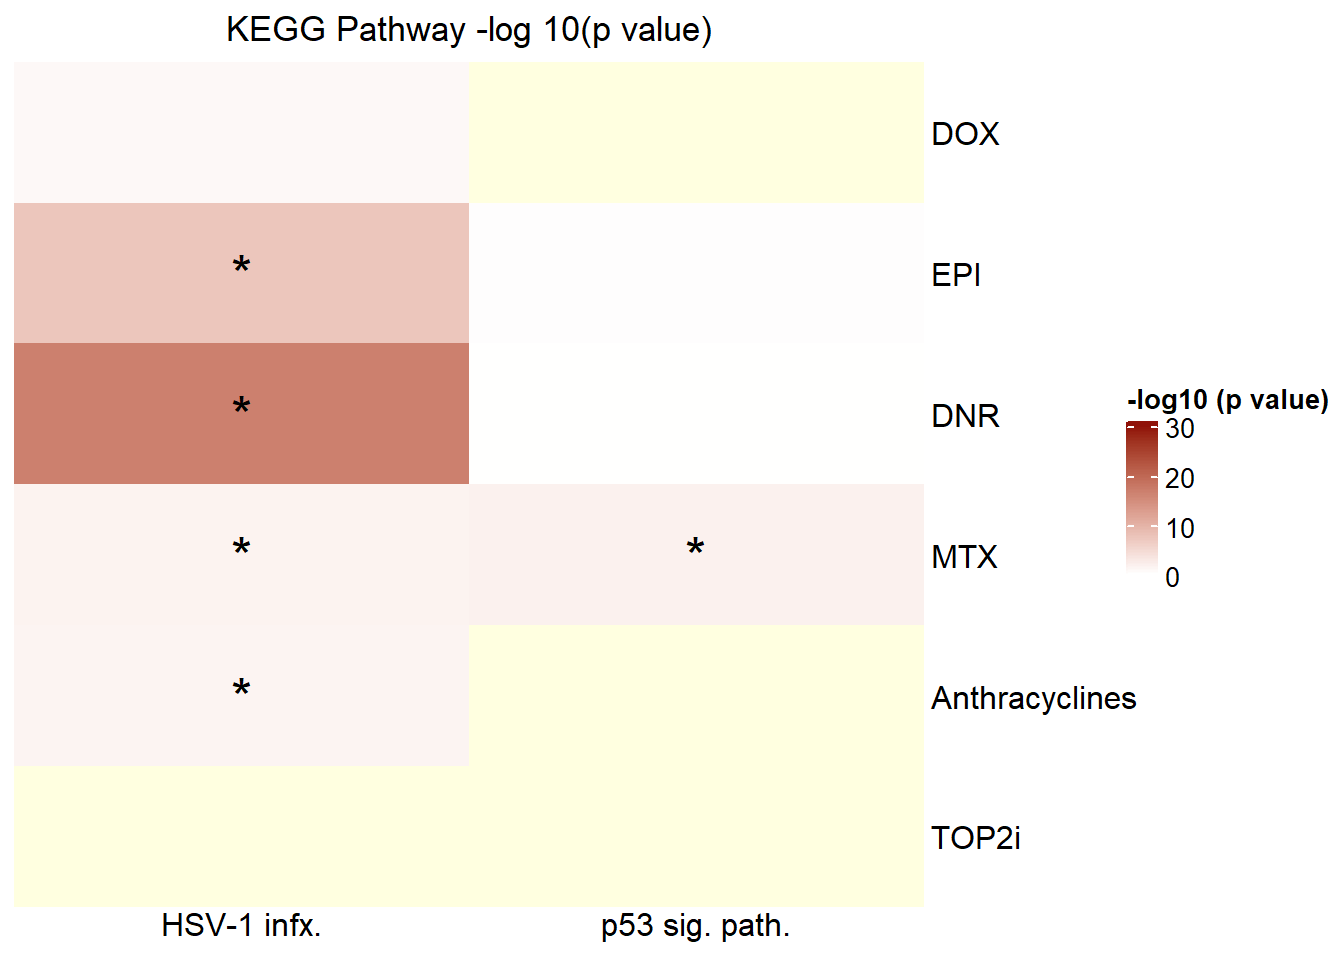 KEGG Pathway -log 10(p value)
DOX
*
EPI
*
DNR
-log10 (p value)
30
20
10
0
*
*
MTX
*
Anthracyclines
TOP2i
HSV-1 infx.
p53 sig. path.